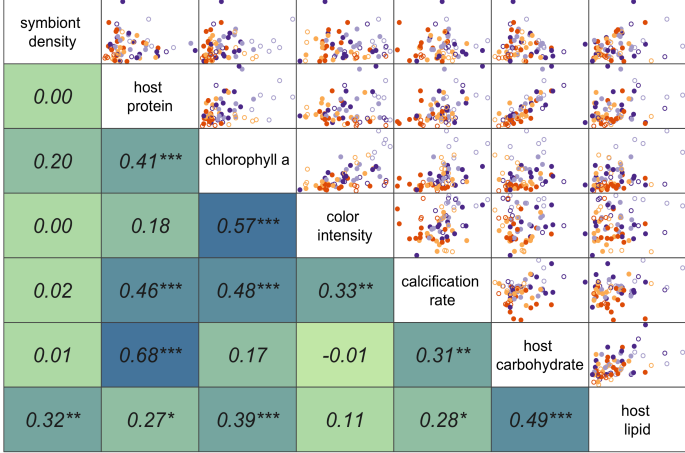 symbiont
density
0.00
host
protein
0.20
0.41***
chlorophyll a
0.00
0.18
0.57***
color
intensity
0.02
0.46***
0.48***
0.33**
calcification
rate
0.01
0.68***
0.17
-0.01
0.31**
host
carbohydrate
0.32**
0.27*
0.39***
0.11
0.28*
0.49***
host
lipid